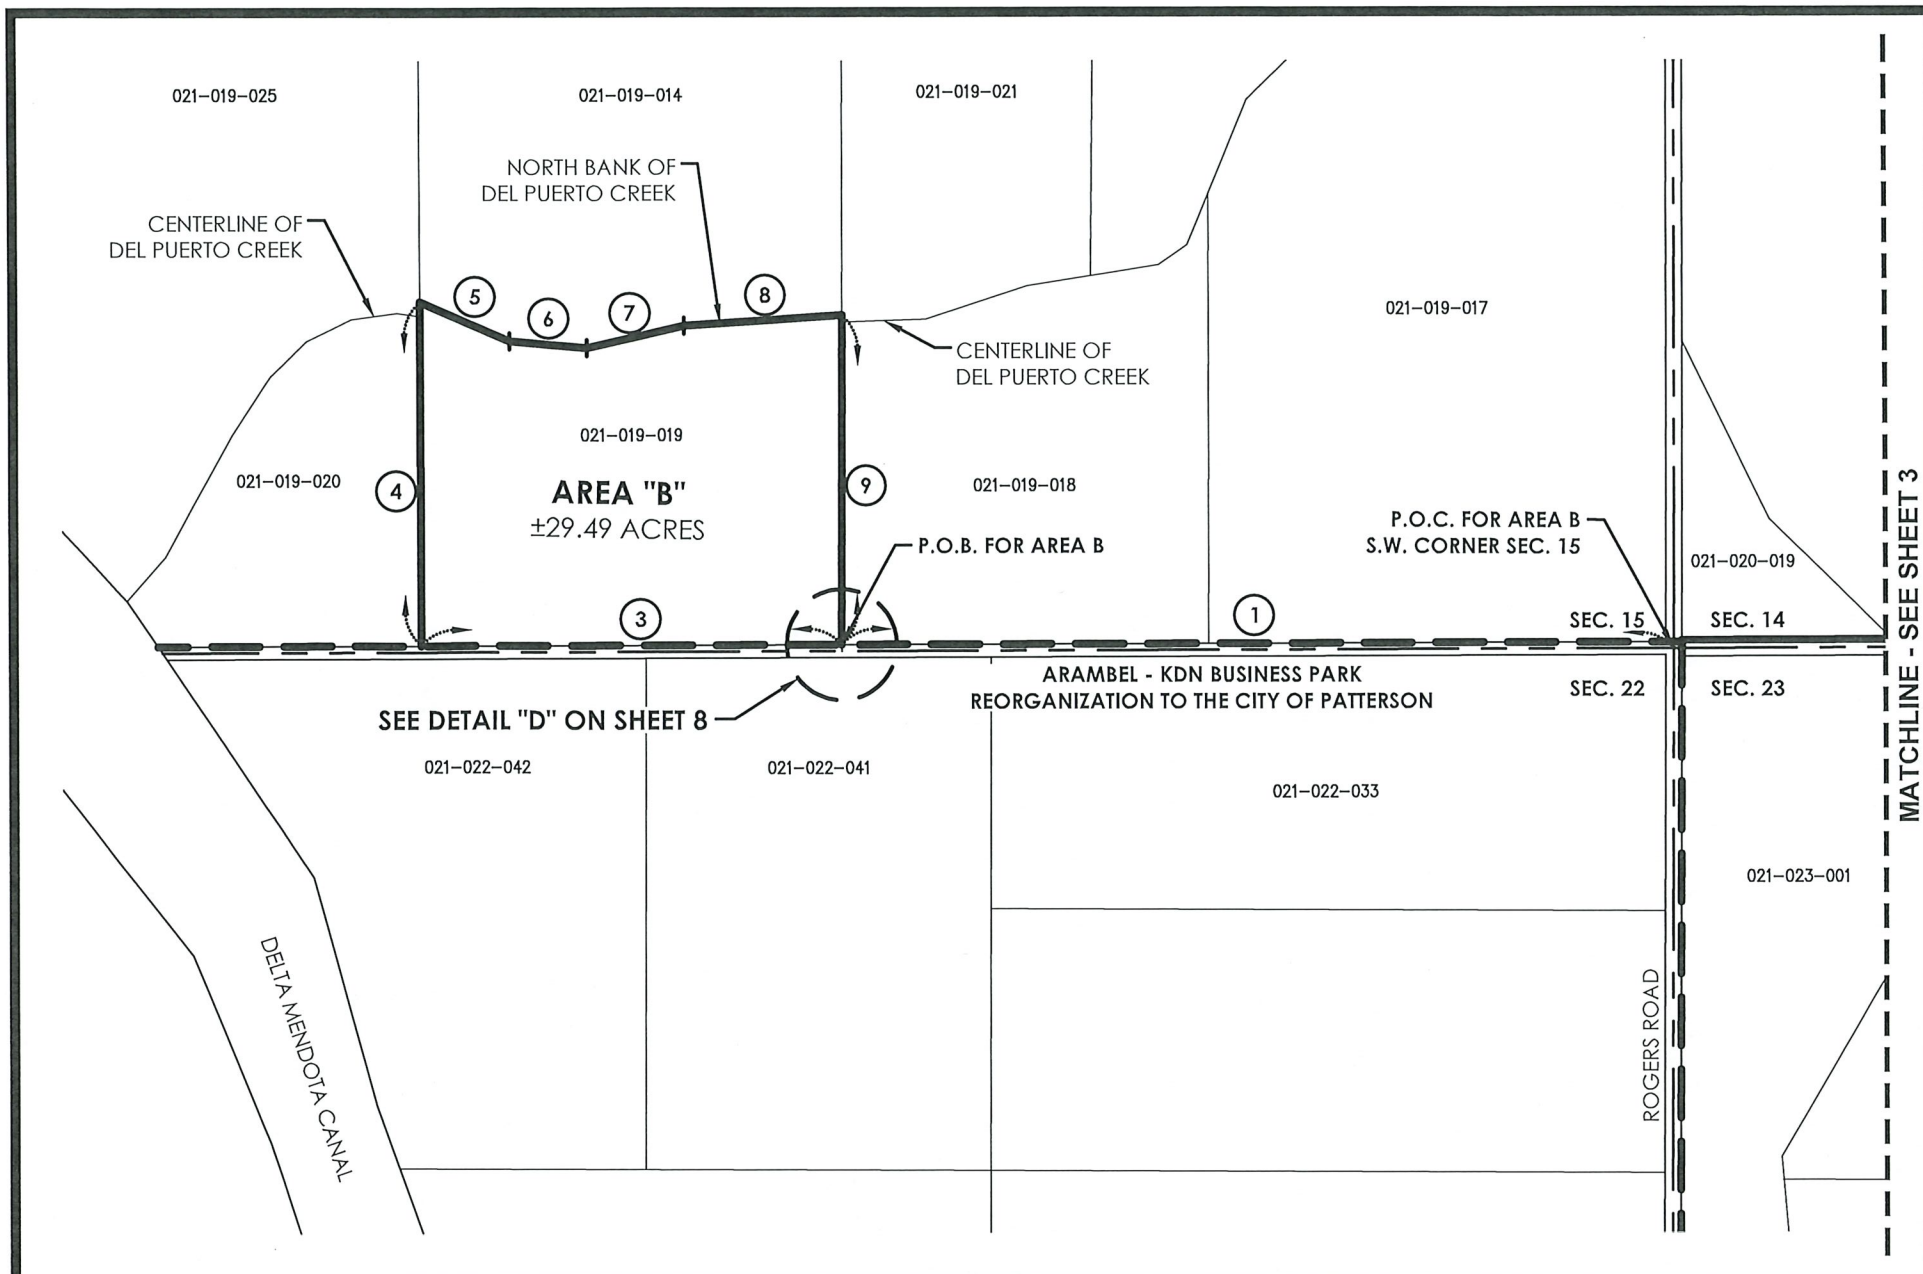 021-019-025
021-019-014
021-019-021
NORTH BANK OF
DEL PUERTO CREEK
CENTERLINE OF
DEL PUERTO CREEK
5
6
7
8
021-019-017
CENTERLINE OF
DEL PUERTO CREEK
021-019-019
021-019-020
4
AREA "B"
±29.49 ACRES
9
021-019-018
P.O.B. FOR AREA B
P.O.C. FOR AREA B
S.W. CORNER SEC. 15
021-020-019
MATCHLINE - SEE SHEET 3
3
1
SEC. 15
SEC. 14
ARAMBEL - KDN BUSINESS PARK
REORGANIZATION TO THE CITY OF PATTERSON
SEC. 22
SEC. 23
SEE DETAIL "D" ON SHEET 8
021-022-042
021-022-041
021-022-033
021-023-001
DELTA MENDOTA CANAL
ROGERS ROAD